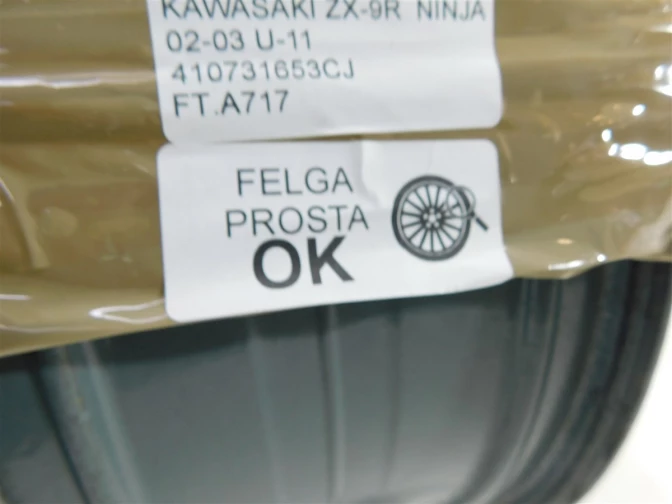 KAWASAKI ZX-9R NINJA
02-03 U-11
410731653CJ
FT.A717
FELGA
PROSTA
OK